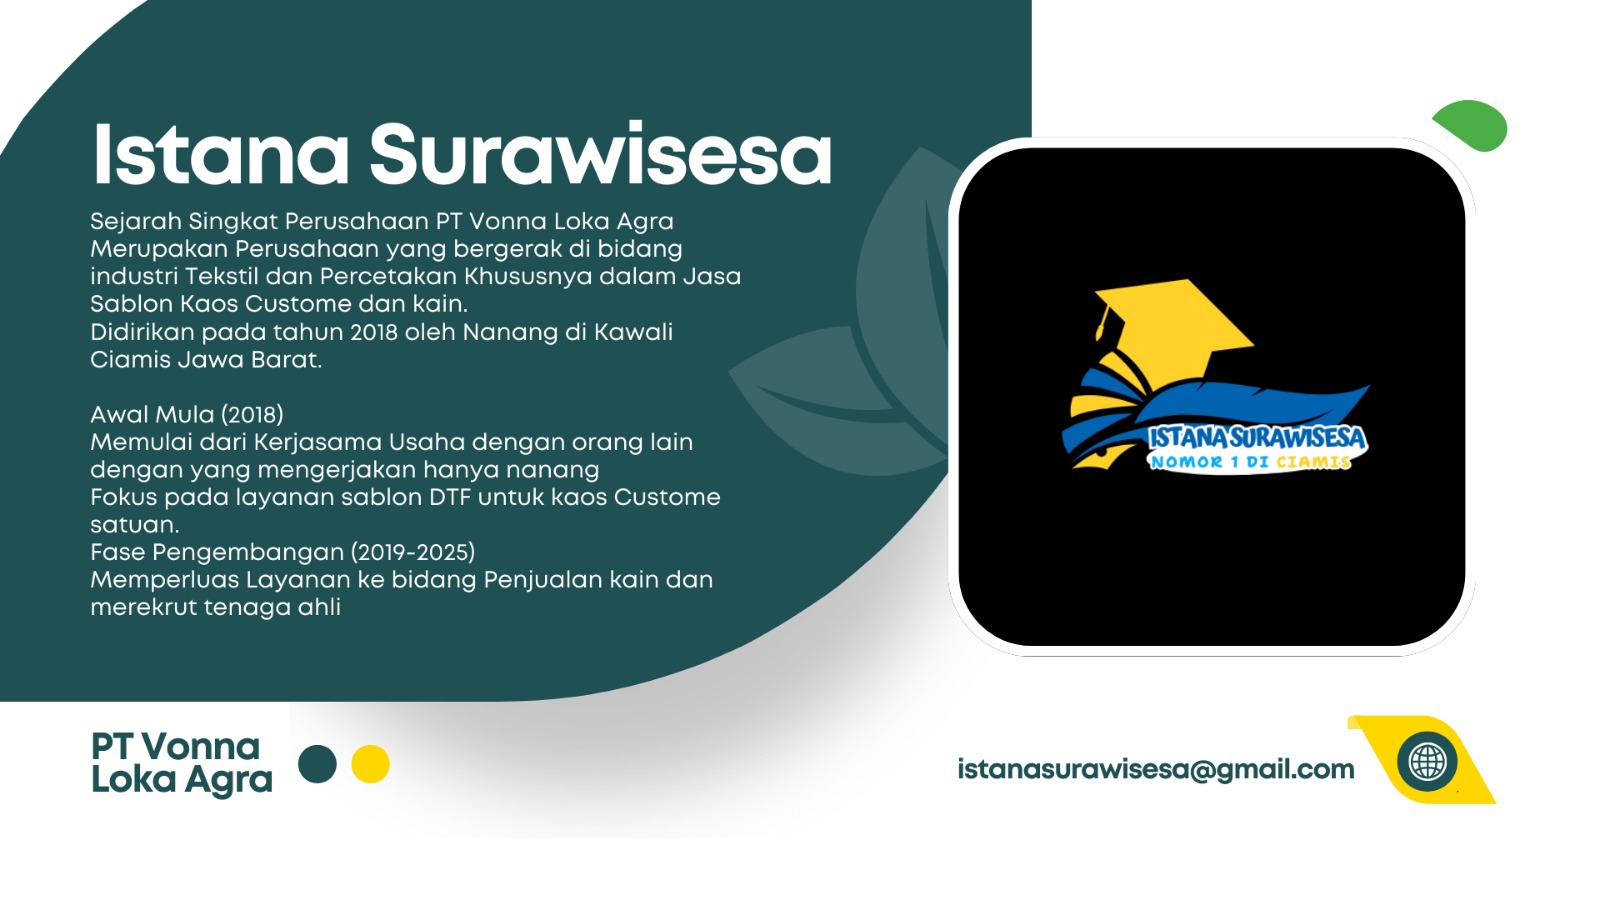 Istana Surawisesa
Sejarah Singkat Perusahaan PT Vonna Loka Agra
Merupakan Perusahaan yang bergerak di bidang
industri Tekstil dan Percetakan Khususnya dalam Jasa
Sablon Kaos Custome dan kain.
Didirikan pada tahun 2018 oleh Nanang di Kawali
Ciamis Jawa Barat.
Awal Mula (2018)
Memulai dari Kerjasama Usaha dengan orang lain
dengan yang mengerjakan hanya nanang
Fokus pada layanan sablon DTF untuk kaos Custome
satuan.
Fase Pengembangan (2019-2025)
Memperluas Layanan ke bidang Penjualan kain dan
merekrut tenaga ahli
ISTANA SURAWISESA
NOMOR 1 DI CIAMIS
PT Vonna
Loka Agra
istanasurawisesa@gmail.com